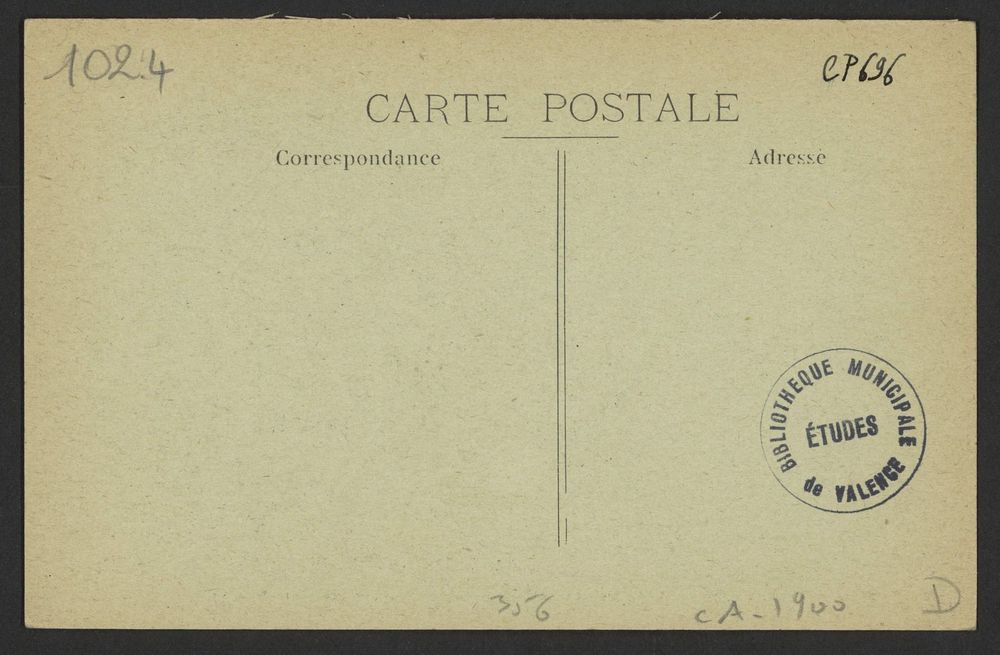 1024
CP696
CARTE POSTALE
Correspondance
Adresse
BIBLIOTHEQUE MUNICIPALE
ÉTUDES
de VALENCE
356
CA-1900
D